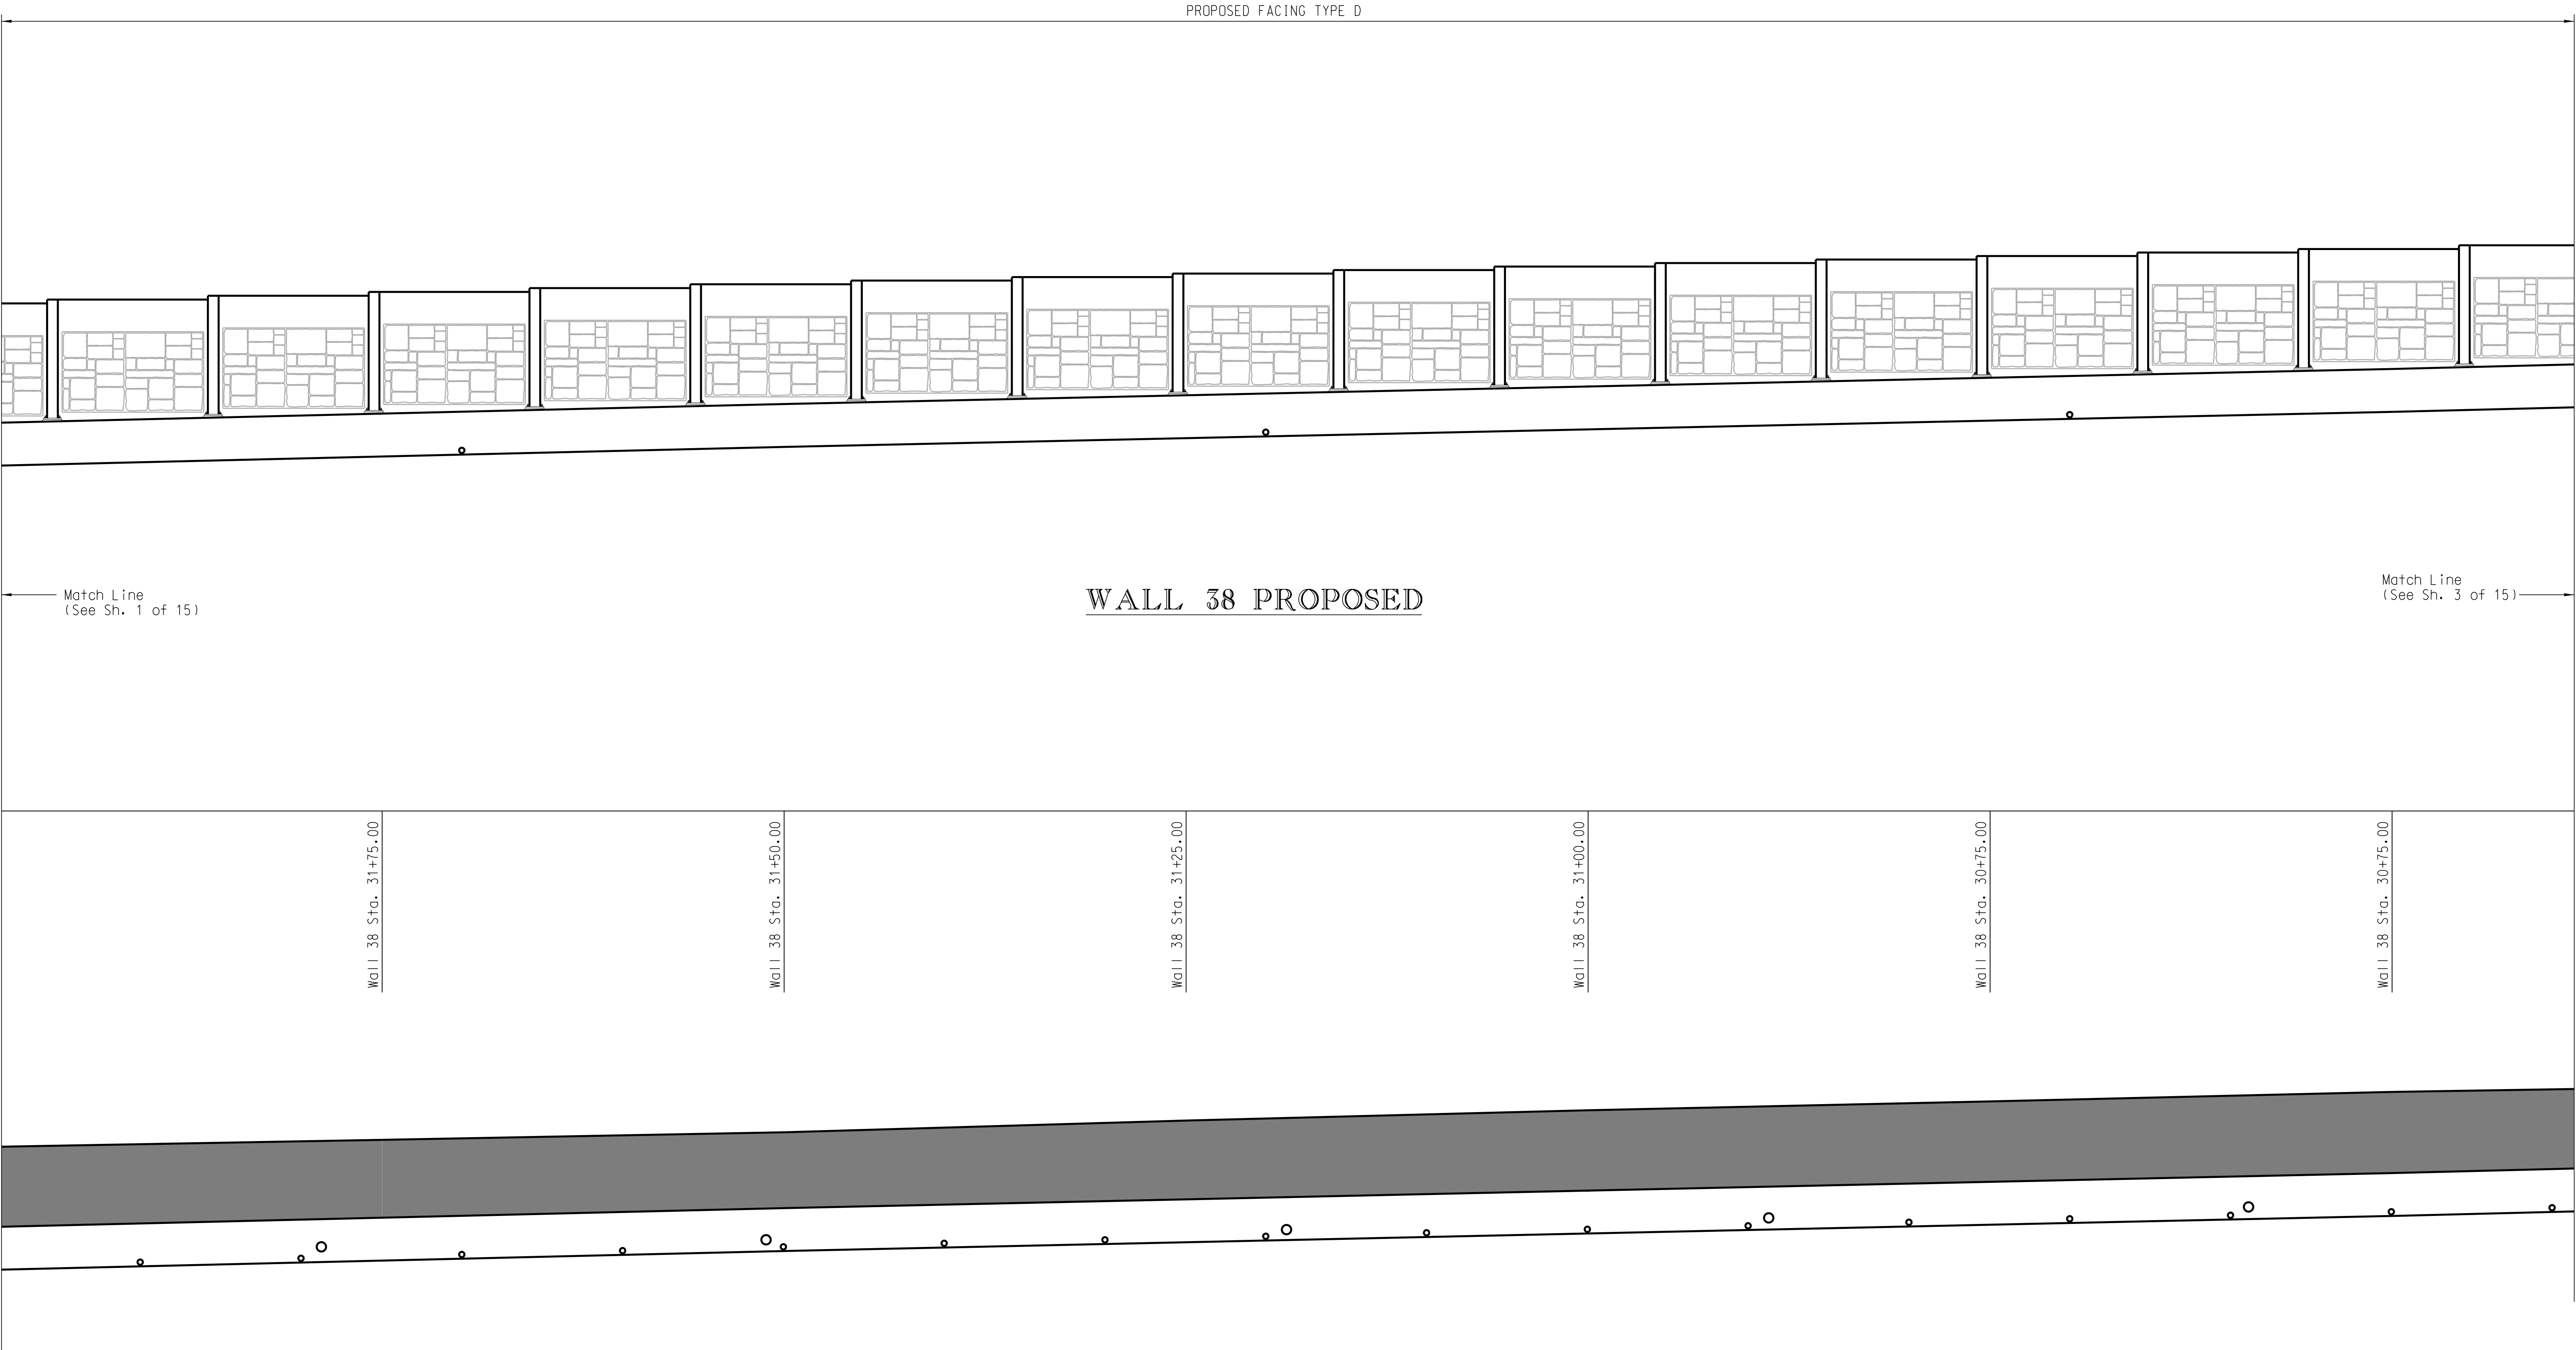 PROPOSED FACING TYPE D
Match Line
(See Sh. 1 of 15)
WALL 38 PROPOSED
Match Line
(See Sh. 3 of 15)
Wall 38 Sta. 31+75.00
Wall 38 Sta. 31+50.00
Wall 38 Sta. 31+25.00
Wall 38 Sta. 31+00.00
Wall 38 Sta. 30+75.00
Wall 38 Sta. 30+75.00